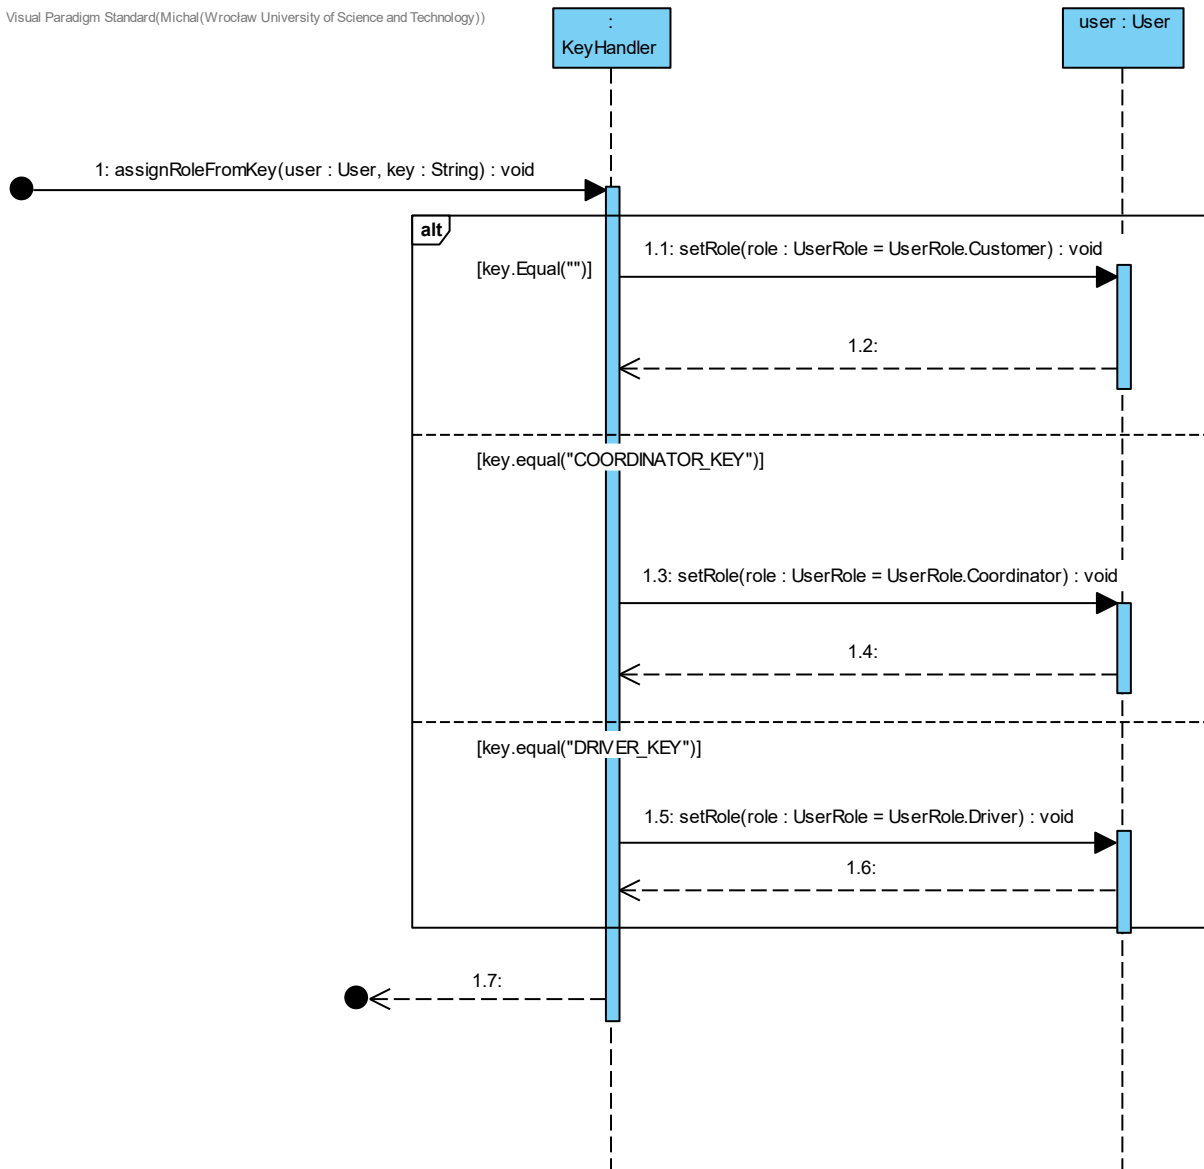 Visual Paradigm Standard(Michal(Wrocław University of Science and Technology))
:
KeyHandler
user : User
1: assignRoleFromKey(user : User, key : String) : void
alt
1.1: setRole(role : UserRole = UserRole.Customer) : void
[key.Equal("")]
1.2:
[key.equal("COORDINATOR_KEY")]
1.3: setRole(role : UserRole = UserRole.Coordinator) : void
1.4:
[key.equal("DRIVER_KEY")]
1.5: setRole(role : UserRole = UserRole.Driver) : void
1.6:
1.7: